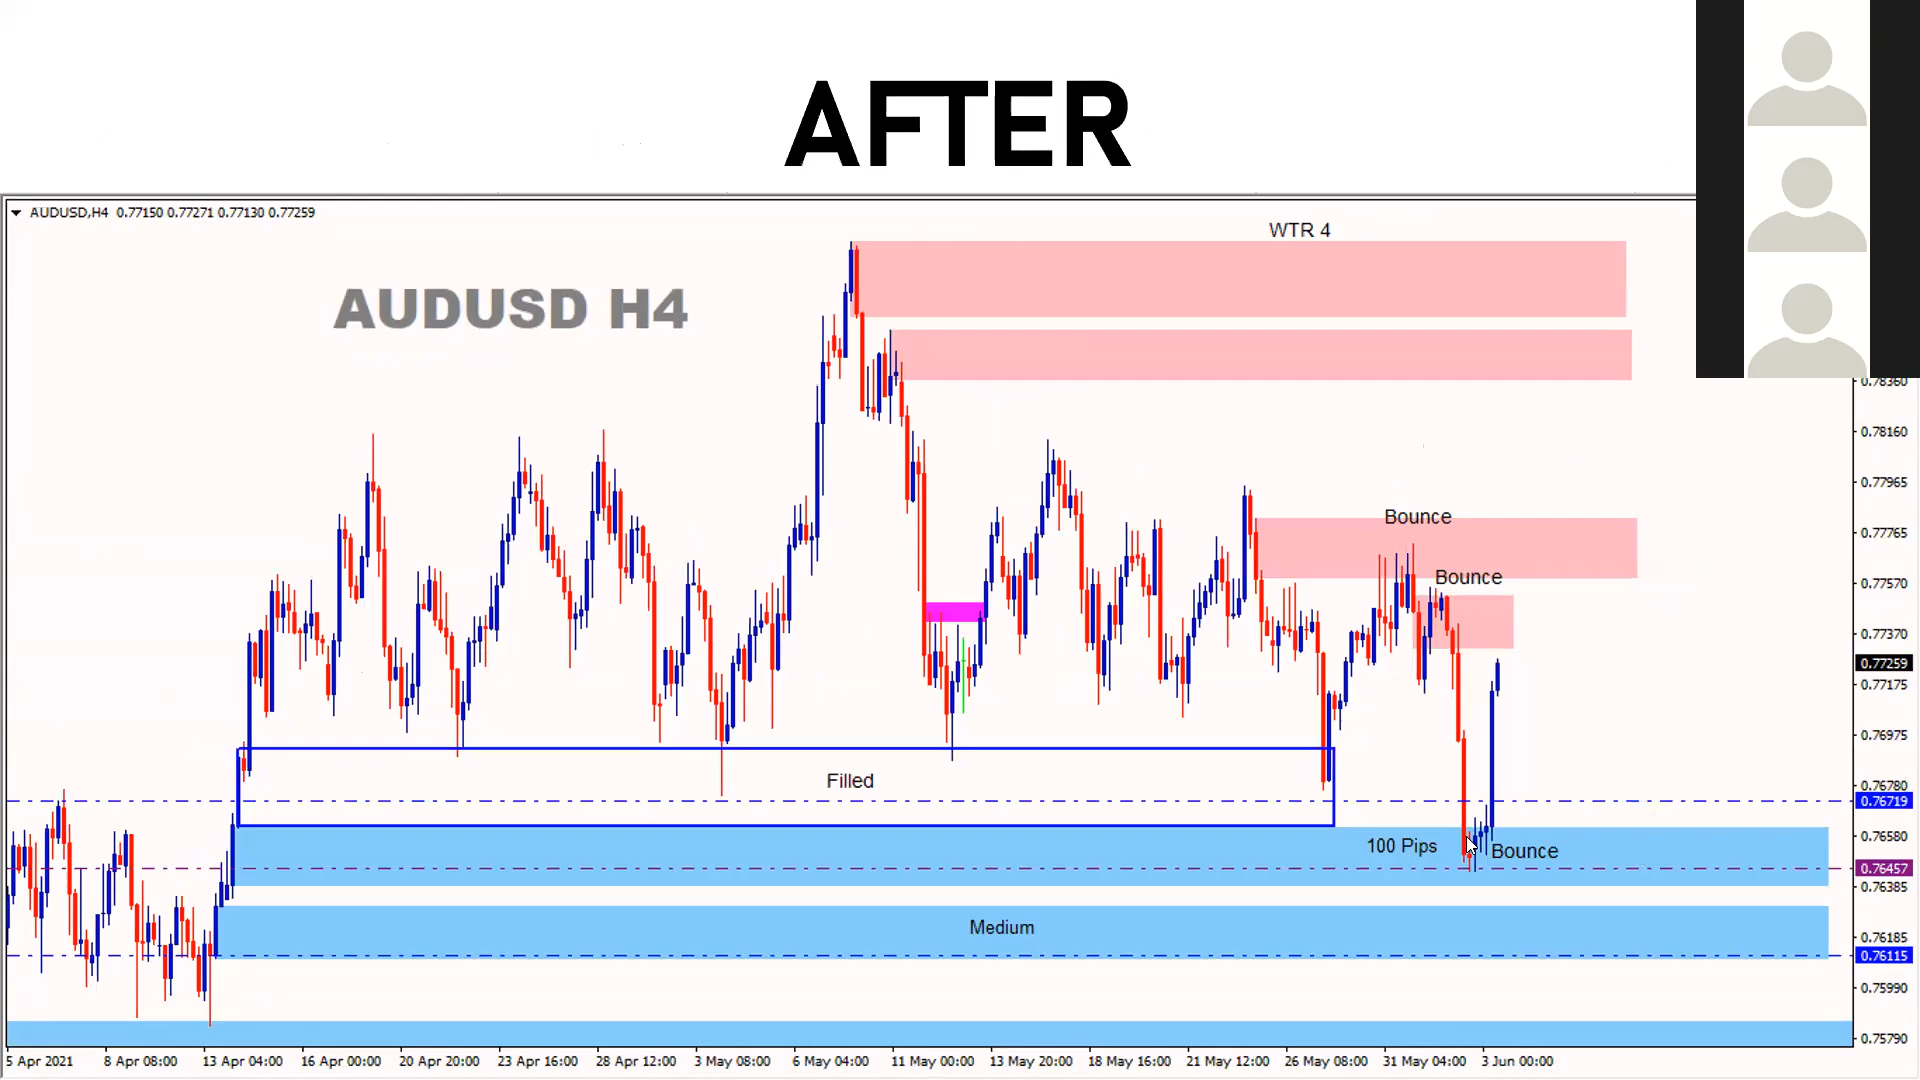 AFTER
AUDUSD,H4 0.77150 0.77271 0.77130 0.77259
WTR 4
AUDUSD H4
0.78360
0.78160
0.77965
Bounce
0.77765
Bounce
0.77570
0.77370
0.77259
0.77175
0.76975
Filled
0.76780
0.76719
0.76580
100 Pips
Bounce
0.76457
0.76385
Medium
0.76185
0.76115
0.75990
0.75790
5 Apr 2021 8 Apr 08:00 13 Apr 04:00 16 Apr 00:00 20 Apr 20:00 23 Apr 16:00 28 Apr 12:00 3 May 08:00 6 May 04:00 11 May 00:00 13 May 20:00 18 May 16:00 21 May 12:00 26 May 08:00 31 May 04:00 3 Jun 00:00